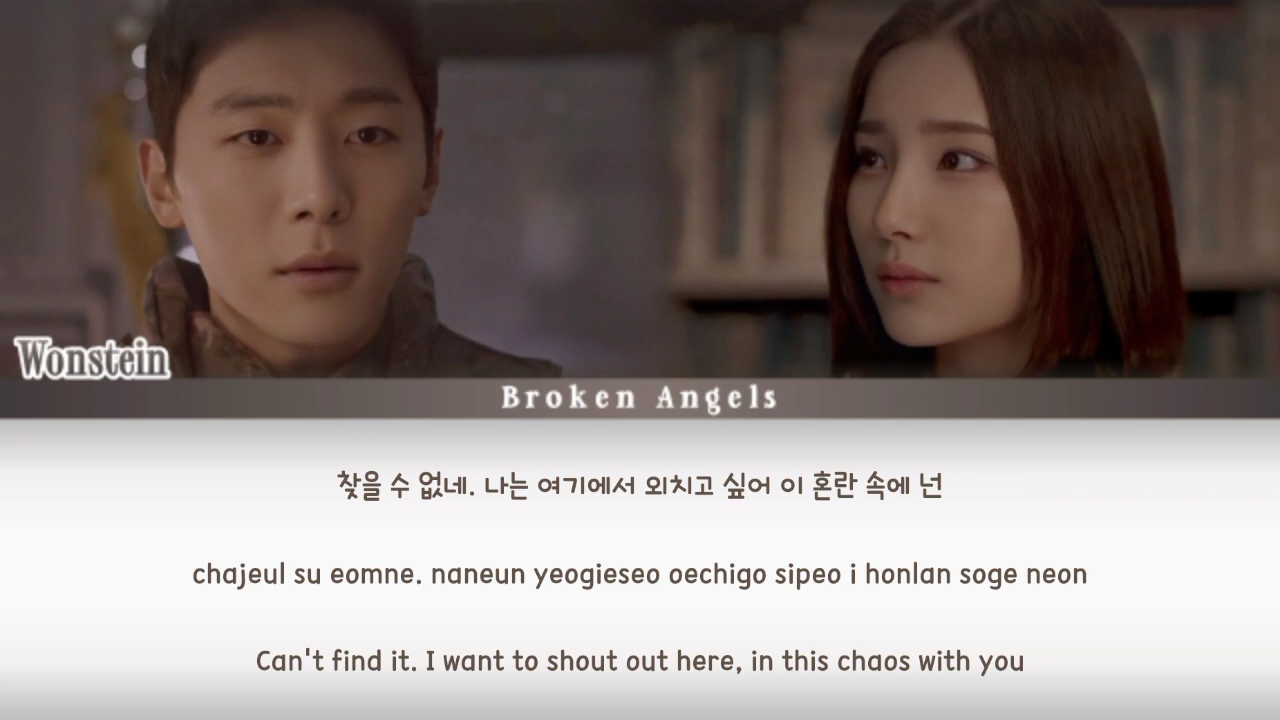 Wonstein
Broken Angels
찾을 수 없네. 나는 여기에서 외치고 싶어 이 혼란 속에 넌
chajeul su eomne. naneun yeogieseo oechigo sipeo i honlan soge neon
Can't find it. I want to shout out here, in this chaos with you